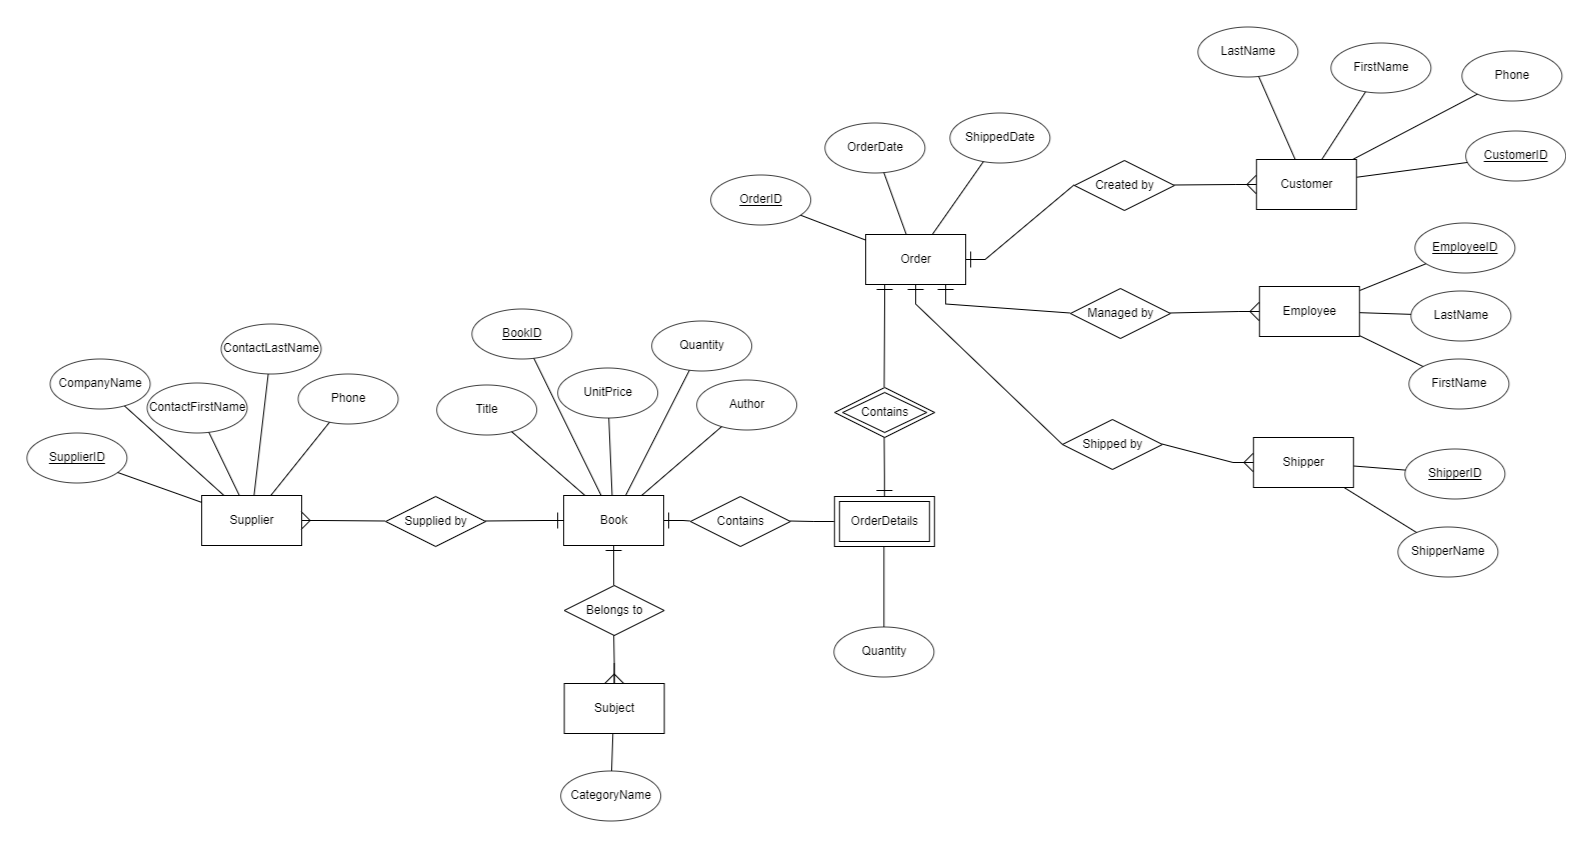 LastName
FirstName
Phone
CustomerID
Customer
Created by
OrderDate
ShippedDate
OrderID
Order
EmployeeID
LastName
FirstName
Employee
Managed by
Contains
Shipped by
Shipper
ShipperID
ShipperName
BookID
Quantity
UnitPrice
Title
Author
ContactLastName
CompanyName
ContactFirstName
Phone
SupplierID
Supplier
Supplied by
Book
Contains
OrderDetails
Belongs to
Quantity
Subject
CategoryName